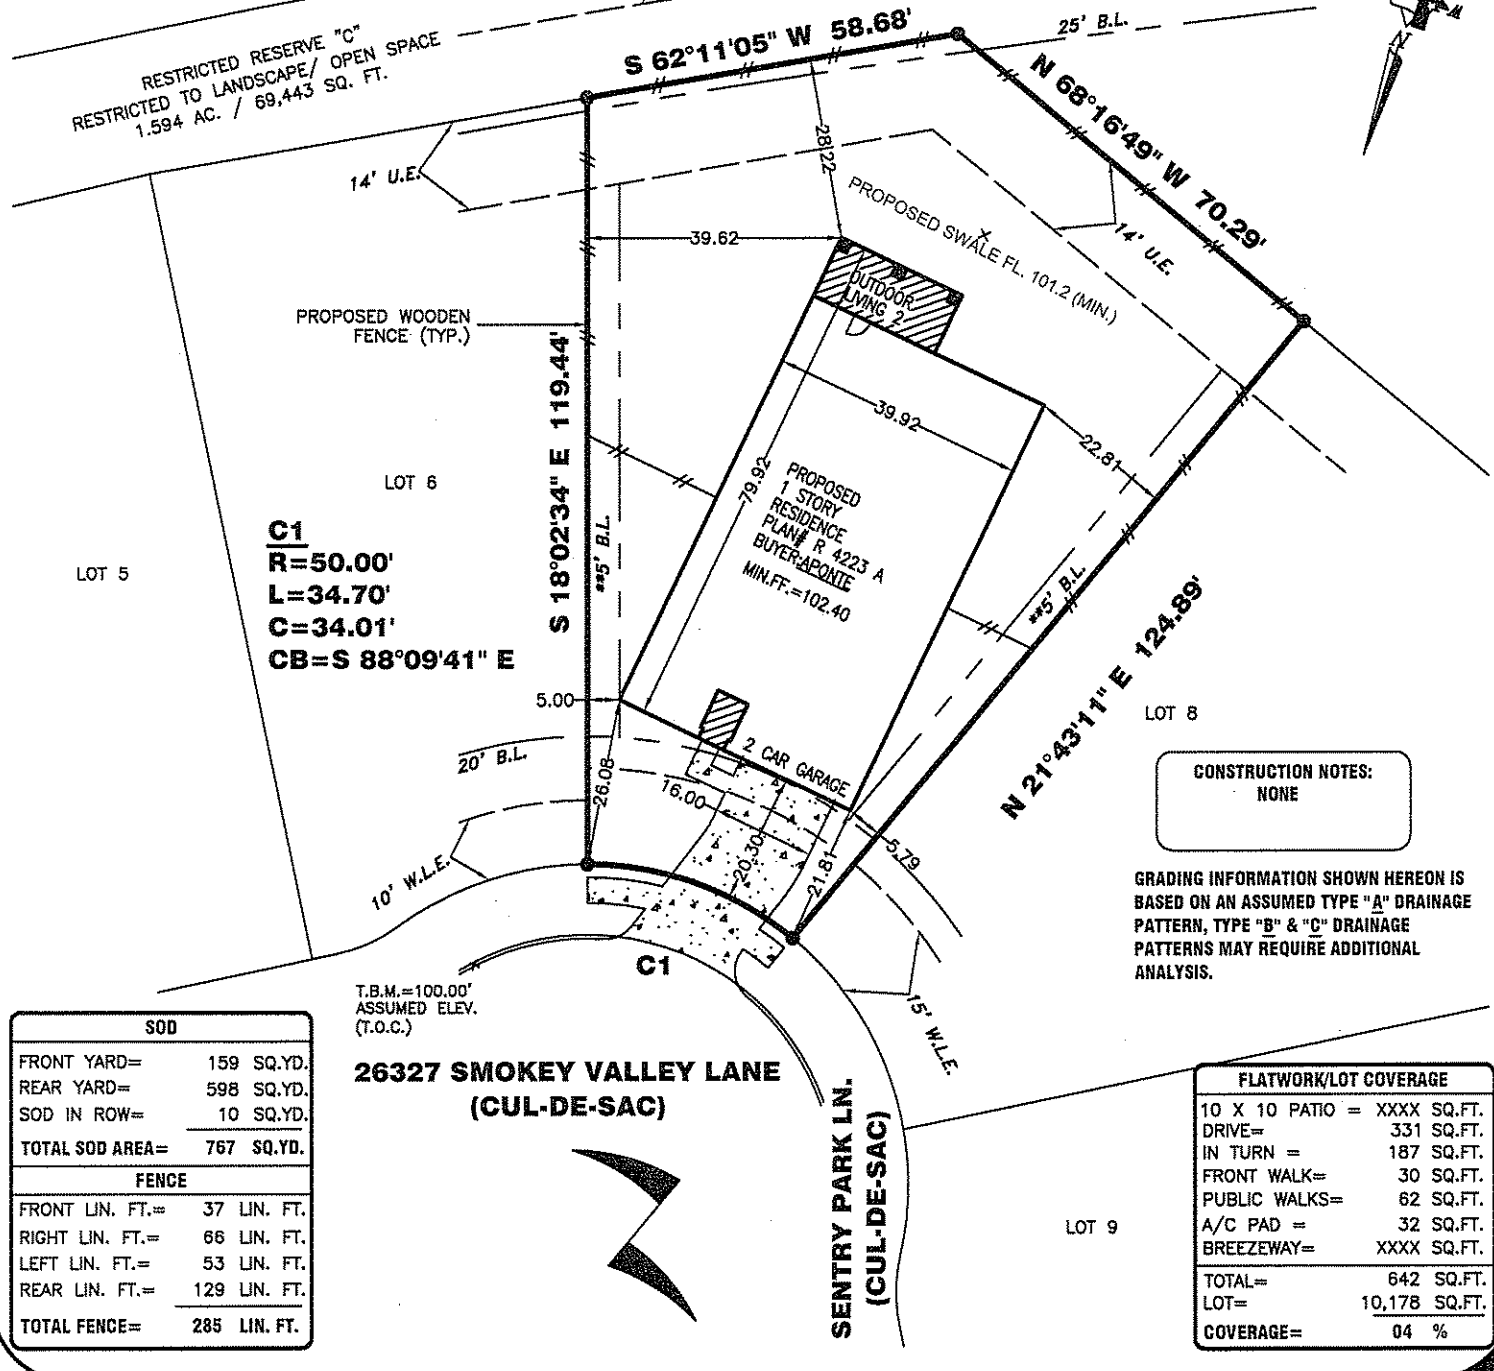 RESTRICTED RESERVE "C"
RESTRICTED TO LANDSCAPE/ OPEN SPACE
1.594 AC. / 69,443 SQ. FT.
S 62°11'05" W 58.68'
25' B.L.
N 68°16'49" W 70.29'
N
14' U.E.
28.22
PROPOSED SWALE FL. 101.2 (MIN.)
14' U.E.
39.62
OUTDOOR
LIVING 2
PROPOSED WOODEN
FENCE (TYP.)
S 18°02'34" E 119.44'
39.92
22.81
79.92
PROPOSED
1 STORY
RESIDENCE
PLAN# R 4223 A
BUYER:APONTE
MIN.FF.=102.40
LOT 6
LOT 5
C1
R=50.00'
L=34.70'
C=34.01'
CB=S 88°09'41" E
**5' B.L.
**5' B.L.
N 21°43'11" E 124.89'
LOT 8
5.00
20' B.L.
26.08
2 CAR GARAGE
16.00
20.30
21.81
5.79
10' W.L.E.
15' W.L.E.
C1
CONSTRUCTION NOTES:
NONE
GRADING INFORMATION SHOWN HEREON IS
BASED ON AN ASSUMED TYPE "A" DRAINAGE
PATTERN, TYPE "B" & "C" DRAINAGE
PATTERNS MAY REQUIRE ADDITIONAL
ANALYSIS.
T.B.M.=100.00'
ASSUMED ELEV.
(T.O.C.)
26327 SMOKEY VALLEY LANE
(CUL-DE-SAC)
SENTRY PARK LN.
(CUL-DE-SAC)
LOT 9
SOD
FRONT YARD= 159 SQ.YD.
REAR YARD= 598 SQ.YD.
SOD IN ROW= 10 SQ.YD.
TOTAL SOD AREA= 767 SQ.YD.
FENCE
FRONT LIN. FT.= 37 LIN. FT.
RIGHT LIN. FT.= 66 LIN. FT.
LEFT LIN. FT.= 53 LIN. FT.
REAR LIN. FT.= 129 LIN. FT.
TOTAL FENCE= 285 LIN. FT.
FLATWORK/LOT COVERAGE
10 X 10 PATIO = XXXX SQ.FT.
DRIVE= 331 SQ.FT.
IN TURN = 187 SQ.FT.
FRONT WALK= 30 SQ.FT.
PUBLIC WALKS= 62 SQ.FT.
A/C PAD = 32 SQ.FT.
BREEZEWAY= XXXX SQ.FT.
TOTAL= 642 SQ.FT.
LOT= 10,178 SQ.FT.
COVERAGE= 04 %